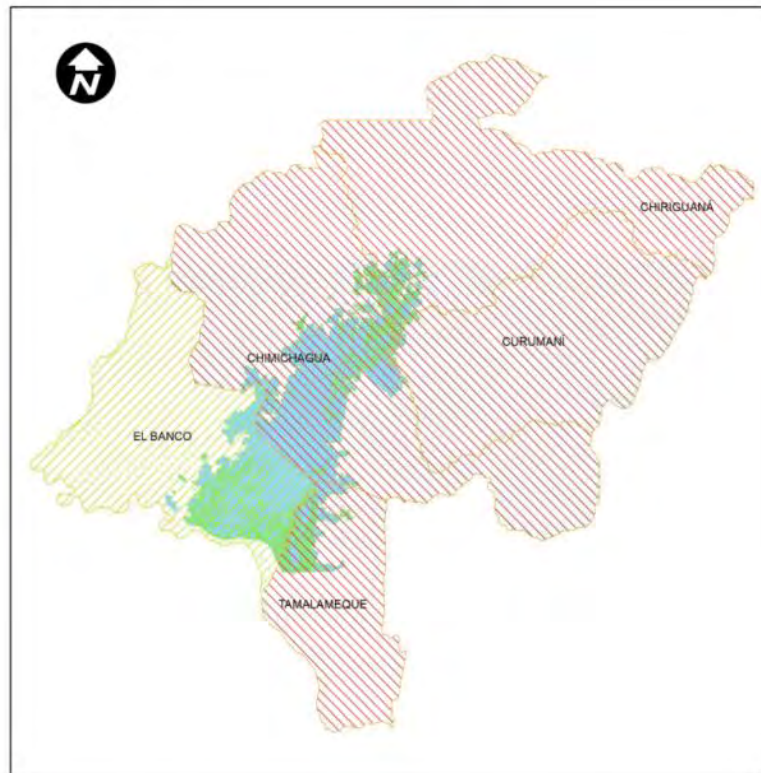 N
CHIRIGUANÁ
CURUMANÍ
CHIMICHAGUA
EL BANCO
TAMALAMEQUE